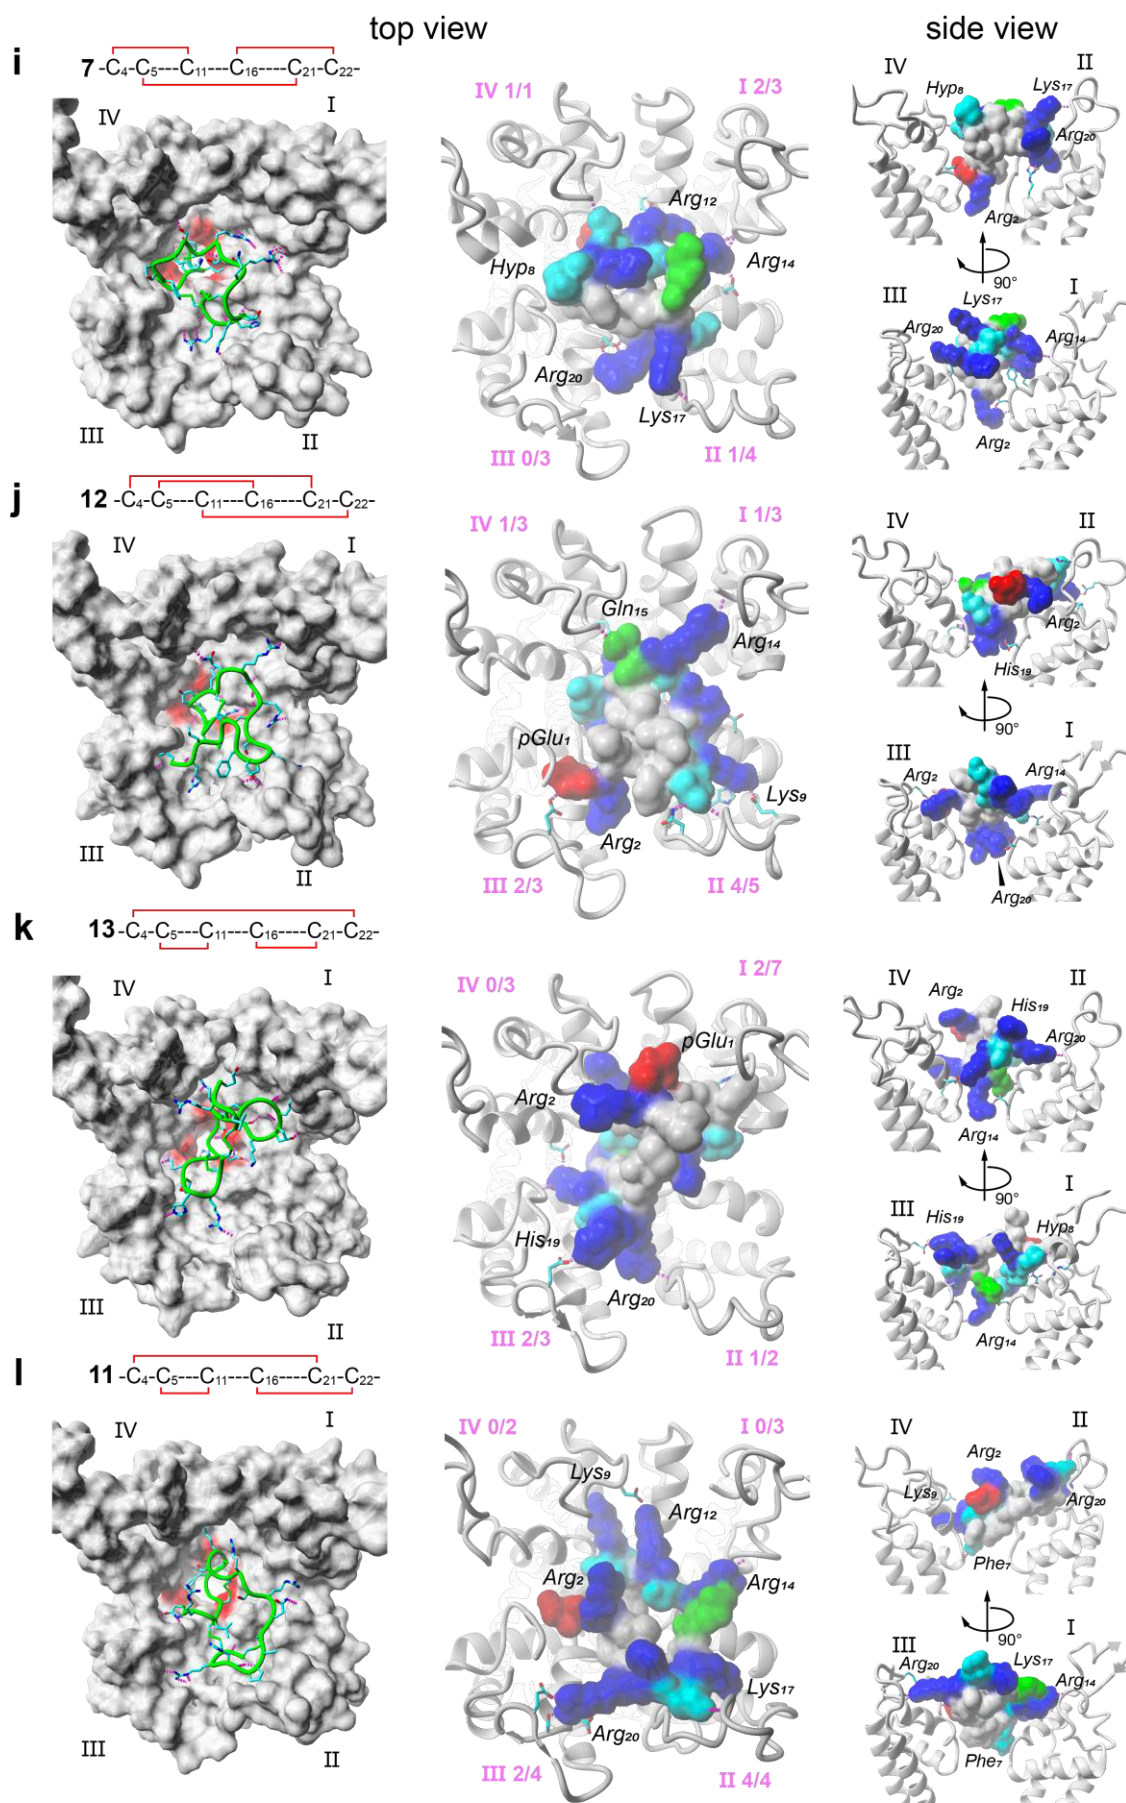 top view
side view
i
7 -C4-C5---C11----C16------C21-C22-
IV
I
III
II
IV 1/1
I 2/3
Arg12
Hyp8
Arg14
Arg20
Lys17
III 0/3
II 1/4
IV
II
Hyp8
Lys17
Arg20
Arg2
90°
III
I
Lys17
Arg20
Arg14
Arg2
j
12 -C4-C5---C11----C16-----C21-C22-
IV
I
III
II
IV 1/3
I 1/3
Gln15
Arg14
pGlu1
Lys9
Arg2
III 2/3
II 4/5
IV
II
Arg2
His19
90°
III
I
Arg2
Arg14
Arg20
k
13 -C4--C5---C11----C16-----C21-C22-
IV
I
III
II
IV 0/3
I 2/7
pGlu1
Arg2
His19
Arg20
III 2/3
II 1/2
IV
II
Arg2
His19
Arg20
Arg14
90°
III
I
His19
Hyp8
Arg14
l
11 -C4--C5---C11----C16-----C21-C22-
IV
I
III
II
IV 0/2
I 0/3
Lys9
Arg12
Arg2
Arg14
Lys17
Arg20
III 2/4
II 4/4
IV
II
Arg2
Lys9
Arg20
Phe7
90°
III
I
Arg20
Lys17
Arg14
Phe7